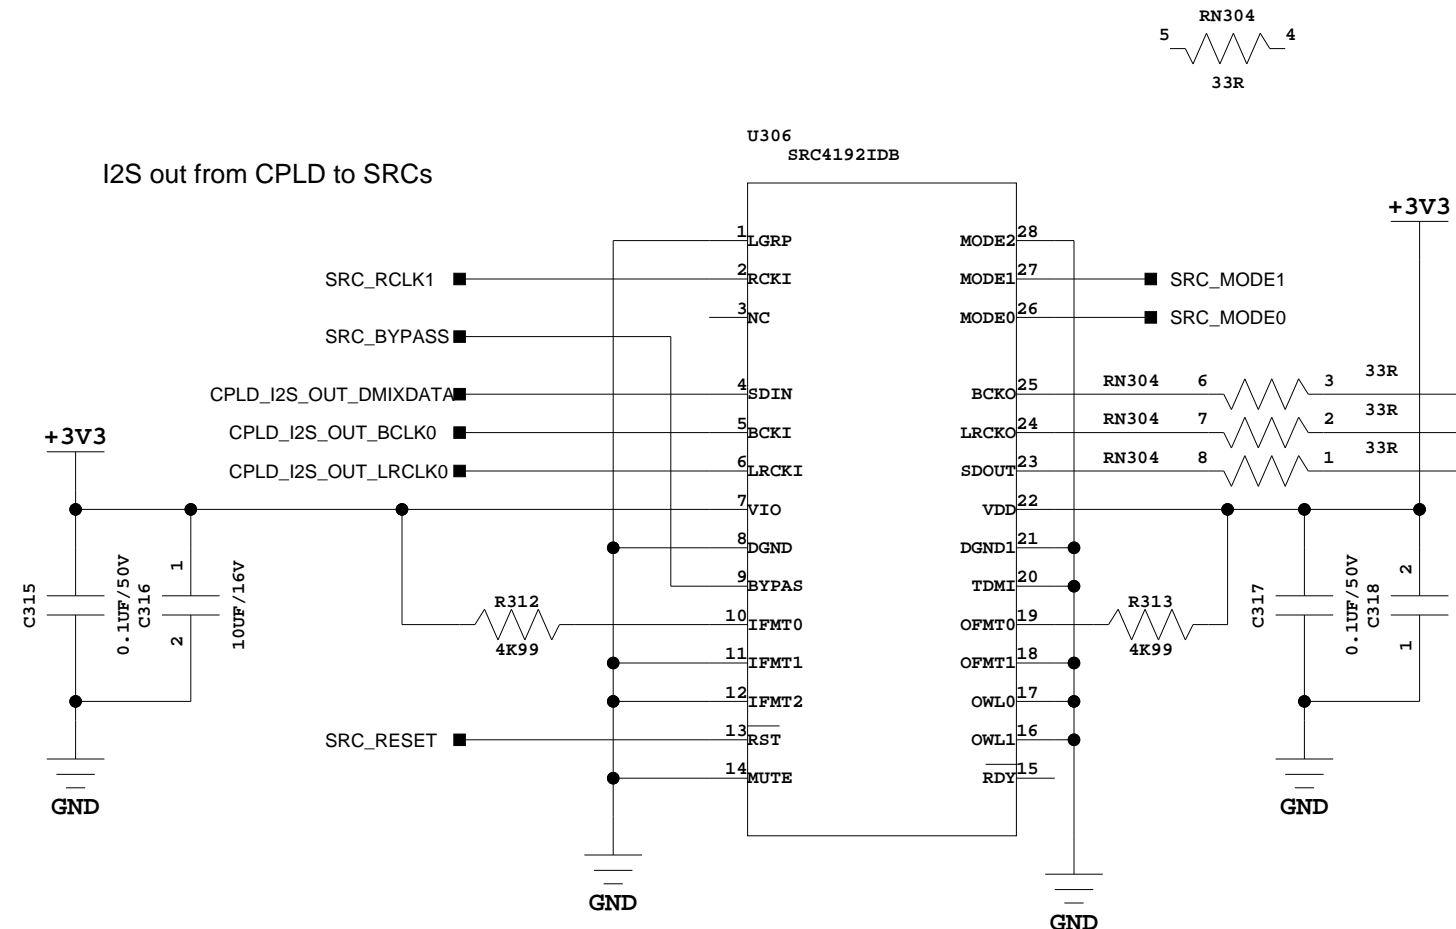 RN304
5 4
33R
U306
SRC4192IDB
I2S out from CPLD to SRCs
+3V3
1 LGRP MODE2 28
SRC_RCLK1 2 RCKI MODE1 27 SRC_MODE1
3 NC MODE0 26 SRC_MODE0
SRC_BYPASS
33R
CPLD_I2S_OUT_DMIXDATA 4 SDIN BCKO 25 RN304 6 3
33R
CPLD_I2S_OUT_BCLK0 5 BCKI LRCKO 24 RN304 7 2
+3V3
33R
CPLD_I2S_OUT_LRCLK0 6 LRCKI SDOUT 23 RN304 8 1
7 VIO VDD 22
8 DGND DGND1 21
9 BYPAS TDMI 20
C315 0.1UF/50V C316 1 2 10UF/16V
R312 R313
10 IFMT0 OFMT0 19
4K99 4K99
C317 0.1UF/50V C318 2 1
11 IFMT1 OFMT1 18
12 IFMT2 OWL0 17
SRC_RESET 13 RST OWL1 16
14 MUTE RDY 15
GND GND
GND
GND